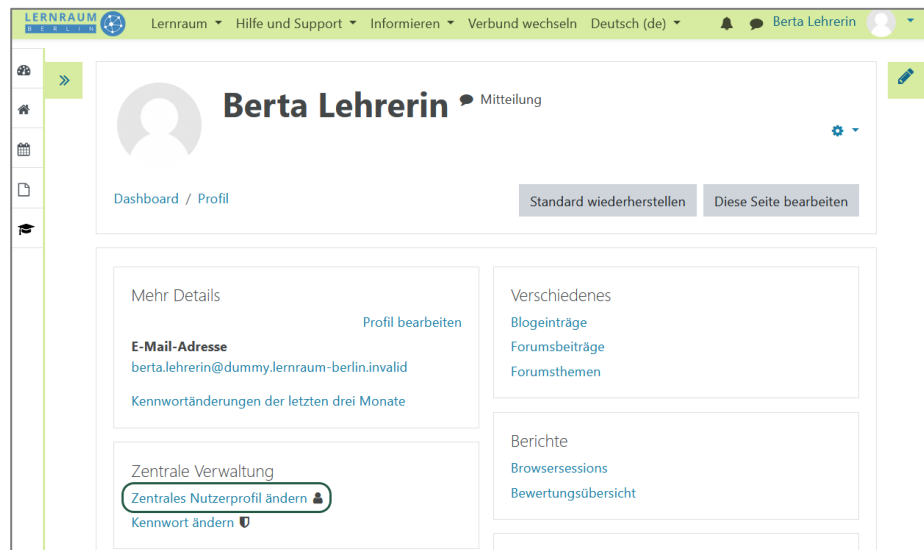 LERNRAUM
BERLIN
Lernraum Hilfe und Support Informieren Verbund wechseln Deutsch (de) Berta Lehrerin
Berta Lehrerin Mitteilung
Dashboard / Profil
Standard wiederherstellen Diese Seite bearbeiten
Mehr Details
Profil bearbeiten
E-Mail-Adresse
berta.lehrerin@dummy.lernraum-berlin.invalid
Kennwortänderungen der letzten drei Monate
Zentrale Verwaltung
Zentrales Nutzerprofil ändern
Kennwort ändern
Verschiedenes
Blogeinträge
Forumsbeiträge
Forumsthemen
Berichte
Browsersessions
Bewertungsübersicht